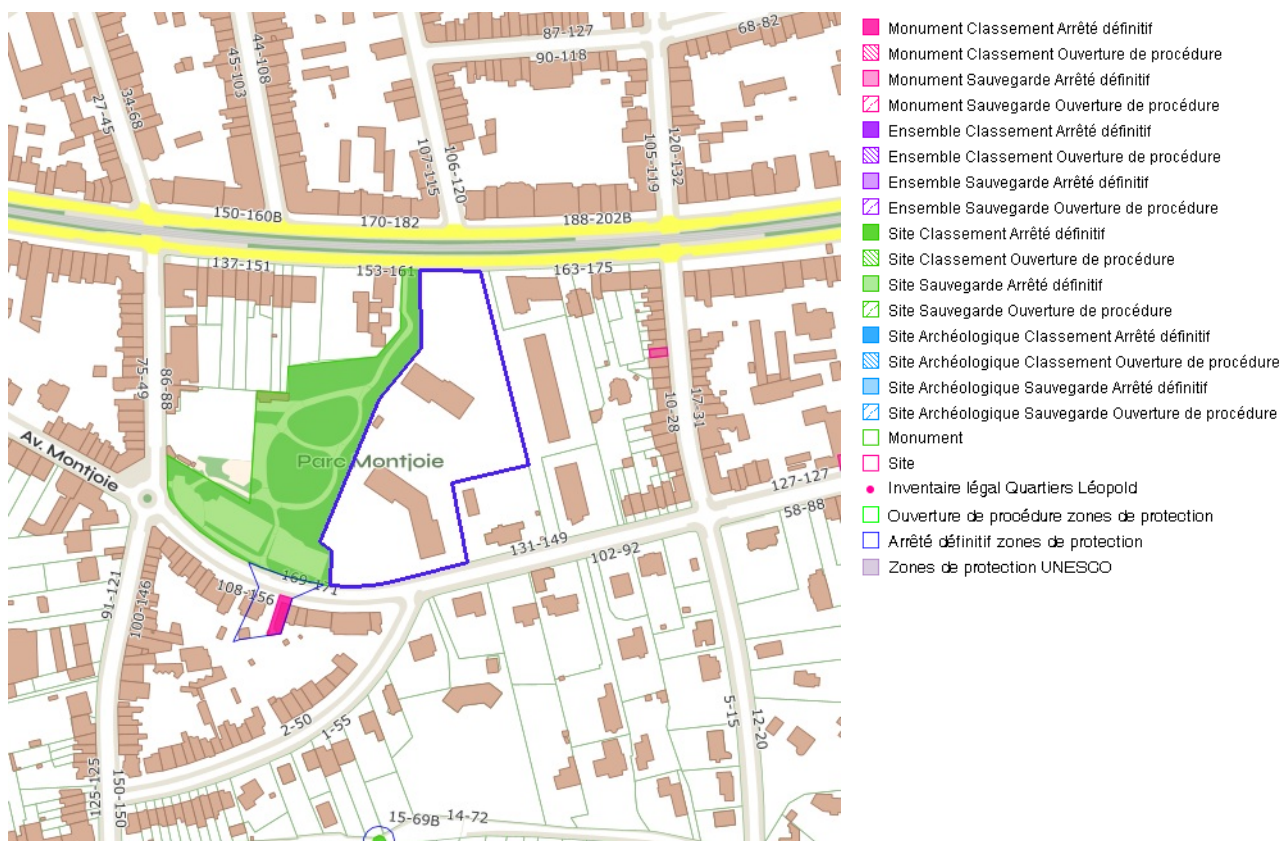 87-127
68-82
90-118
44-108
45-103
34-68
27-45
107-115
106-120
105-119
120-132
150-160B
170-182
188-202B
137-151
153-161
163-175
75-49
86-88
10-28
17-31
Av. Montjoie
Parc Montjoie
127-127
58-88
131-149
102-92
169-171
108-156
91-121
100-146
2-50
1-55
5-15
12-20
125-125
150-150
15-69B
14-72
Monument Classement Arrêté définitif
Monument Classement Ouverture de procédure
Monument Sauvegarde Arrêté définitif
Monument Sauvegarde Ouverture de procédure
Ensemble Classement Arrêté définitif
Ensemble Classement Ouverture de procédure
Ensemble Sauvegarde Arrêté définitif
Ensemble Sauvegarde Ouverture de procédure
Site Classement Arrêté définitif
Site Classement Ouverture de procédure
Site Sauvegarde Arrêté définitif
Site Sauvegarde Ouverture de procédure
Site Archéologique Classement Arrêté définitif
Site Archéologique Classement Ouverture de procédure
Site Archéologique Sauvegarde Arrêté définitif
Site Archéologique Sauvegarde Ouverture de procédure
Monument
Site
Inventaire légal Quartiers Léopold
Ouverture de procédure zones de protection
Arrêté définitif zones de protection
Zones de protection UNESCO